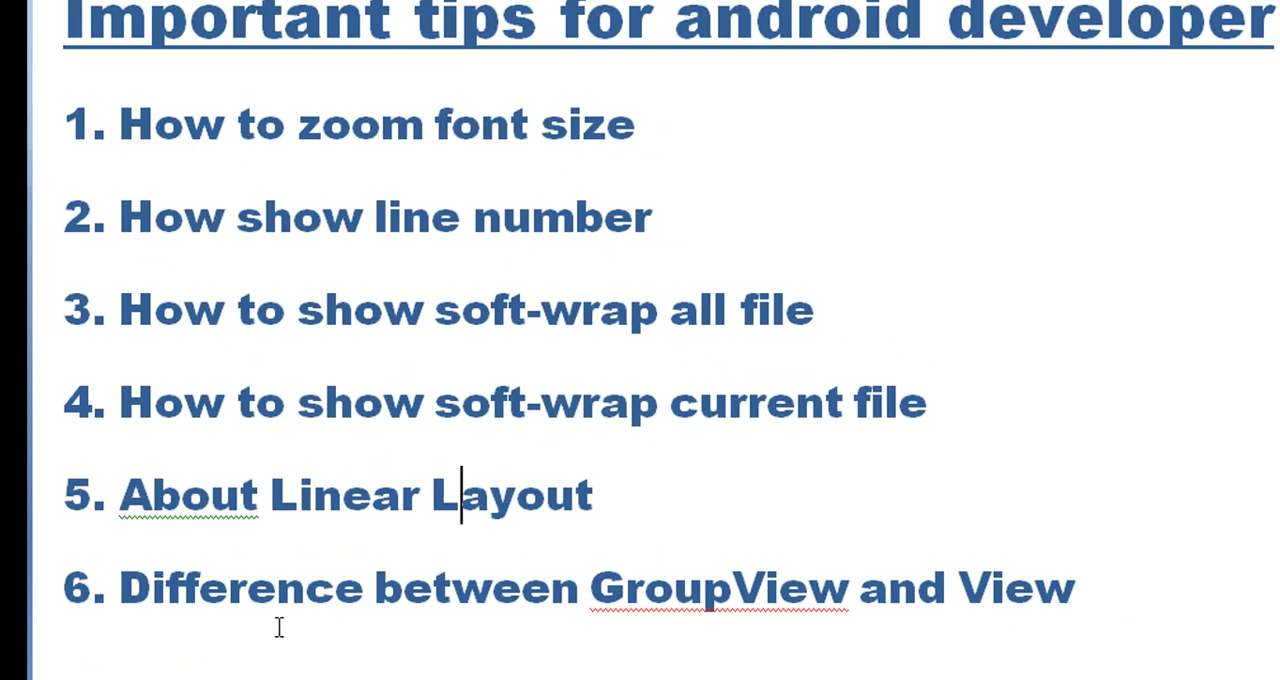 Important tips for android developer
1. How to zoom font size
2. How show line number
3. How to show soft-wrap all file
4. How to show soft-wrap current file
5. About Linear Layout
6. Difference between GroupView and View